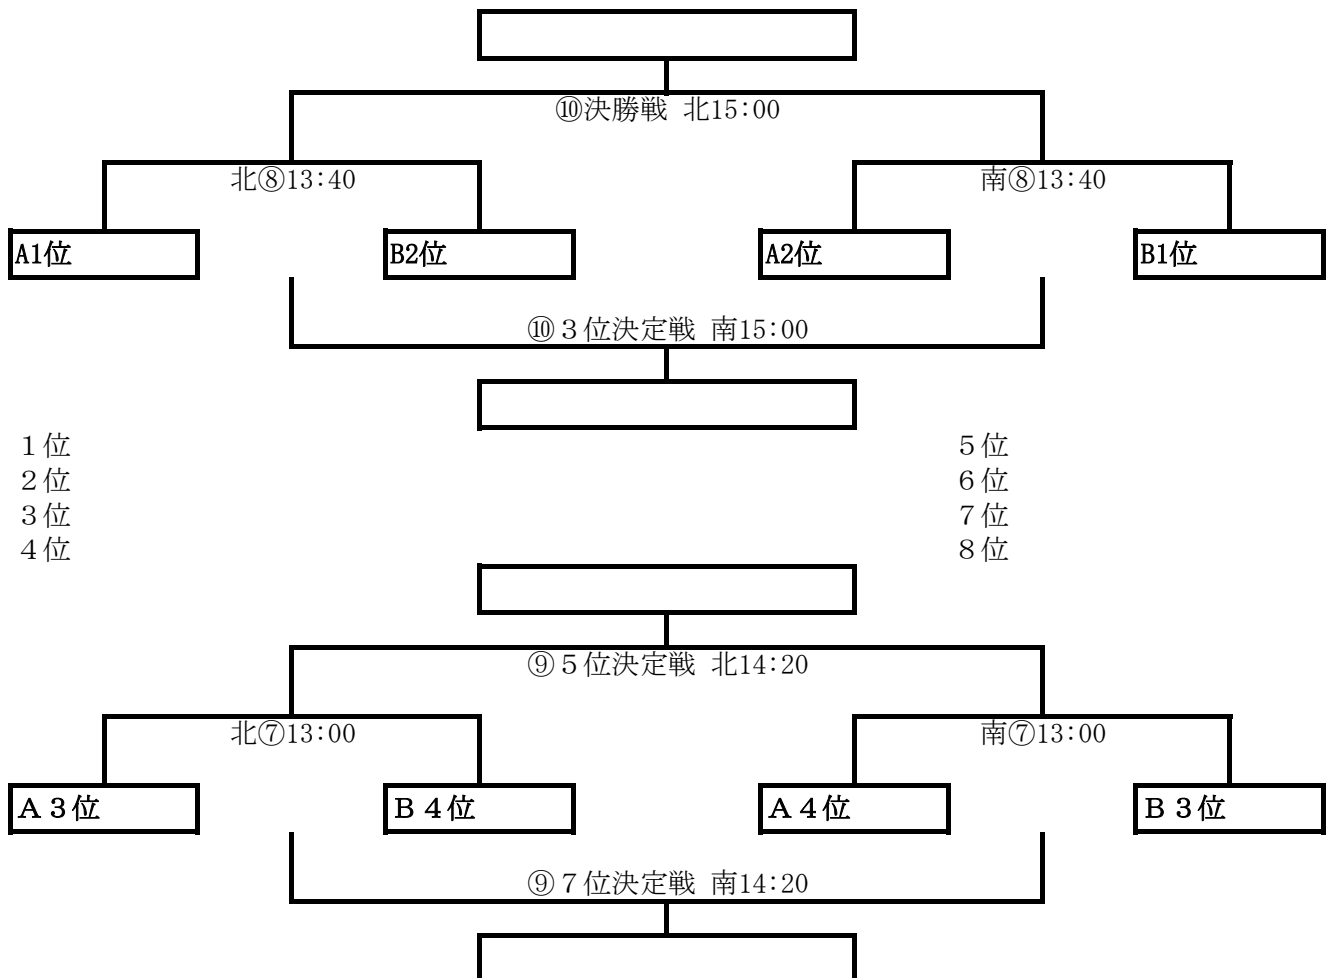 ⑩決勝戦 北15:00
北⑧13:40 南⑧13:40
A1位 B2位 A2位 B1位
⑩３位決定戦 南15:00
１位 ５位
２位 ６位
３位 ７位
４位 ８位
⑨５位決定戦 北14:20
北⑦13:00 南⑦13:00
Ａ３位 Ｂ４位 Ａ４位 Ｂ３位
⑨７位決定戦 南14:20